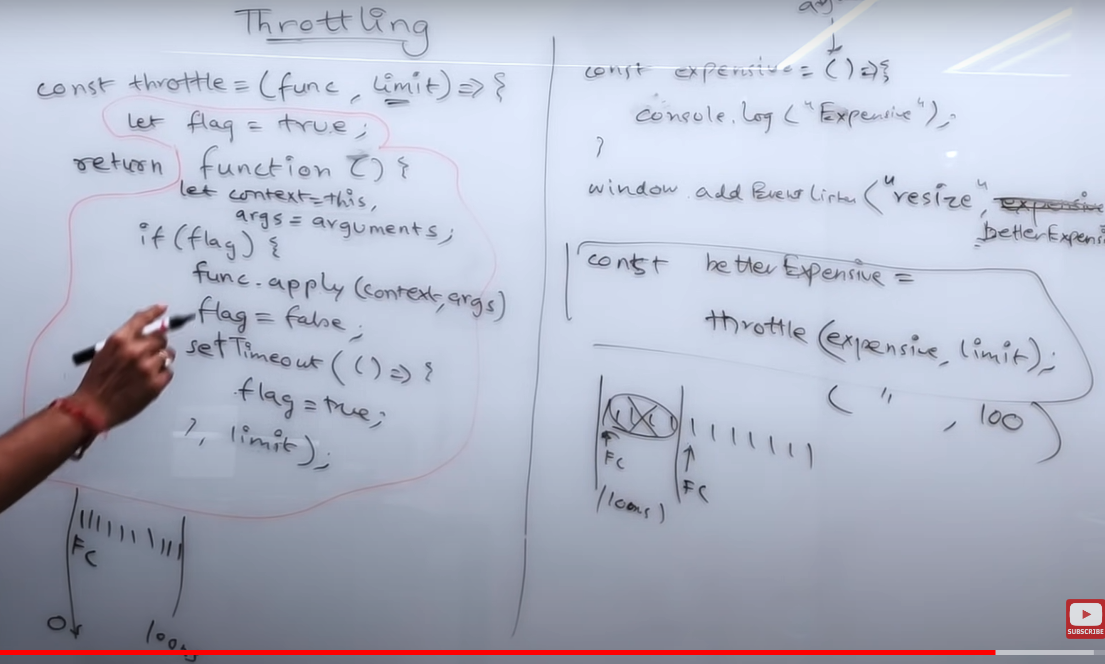 Throttling
const throttle = (func, limit) => {
let flag = true;
return function () {
let context=this,
args = arguments;
if (flag) {
func.apply(context, args)
flag = false;
setTimeout (() => {
flag = true;
}, limit);
Fc
0
100ms
arg
const expensive = () => {
console.log ("Expensive");
}
window.addEventListen ("resize", expensive
betterExpensi
const betterExpensive =
throttle (expensive, limit);
( " , 100 )
FC
FC
(100ms)
SUBSCRIBE